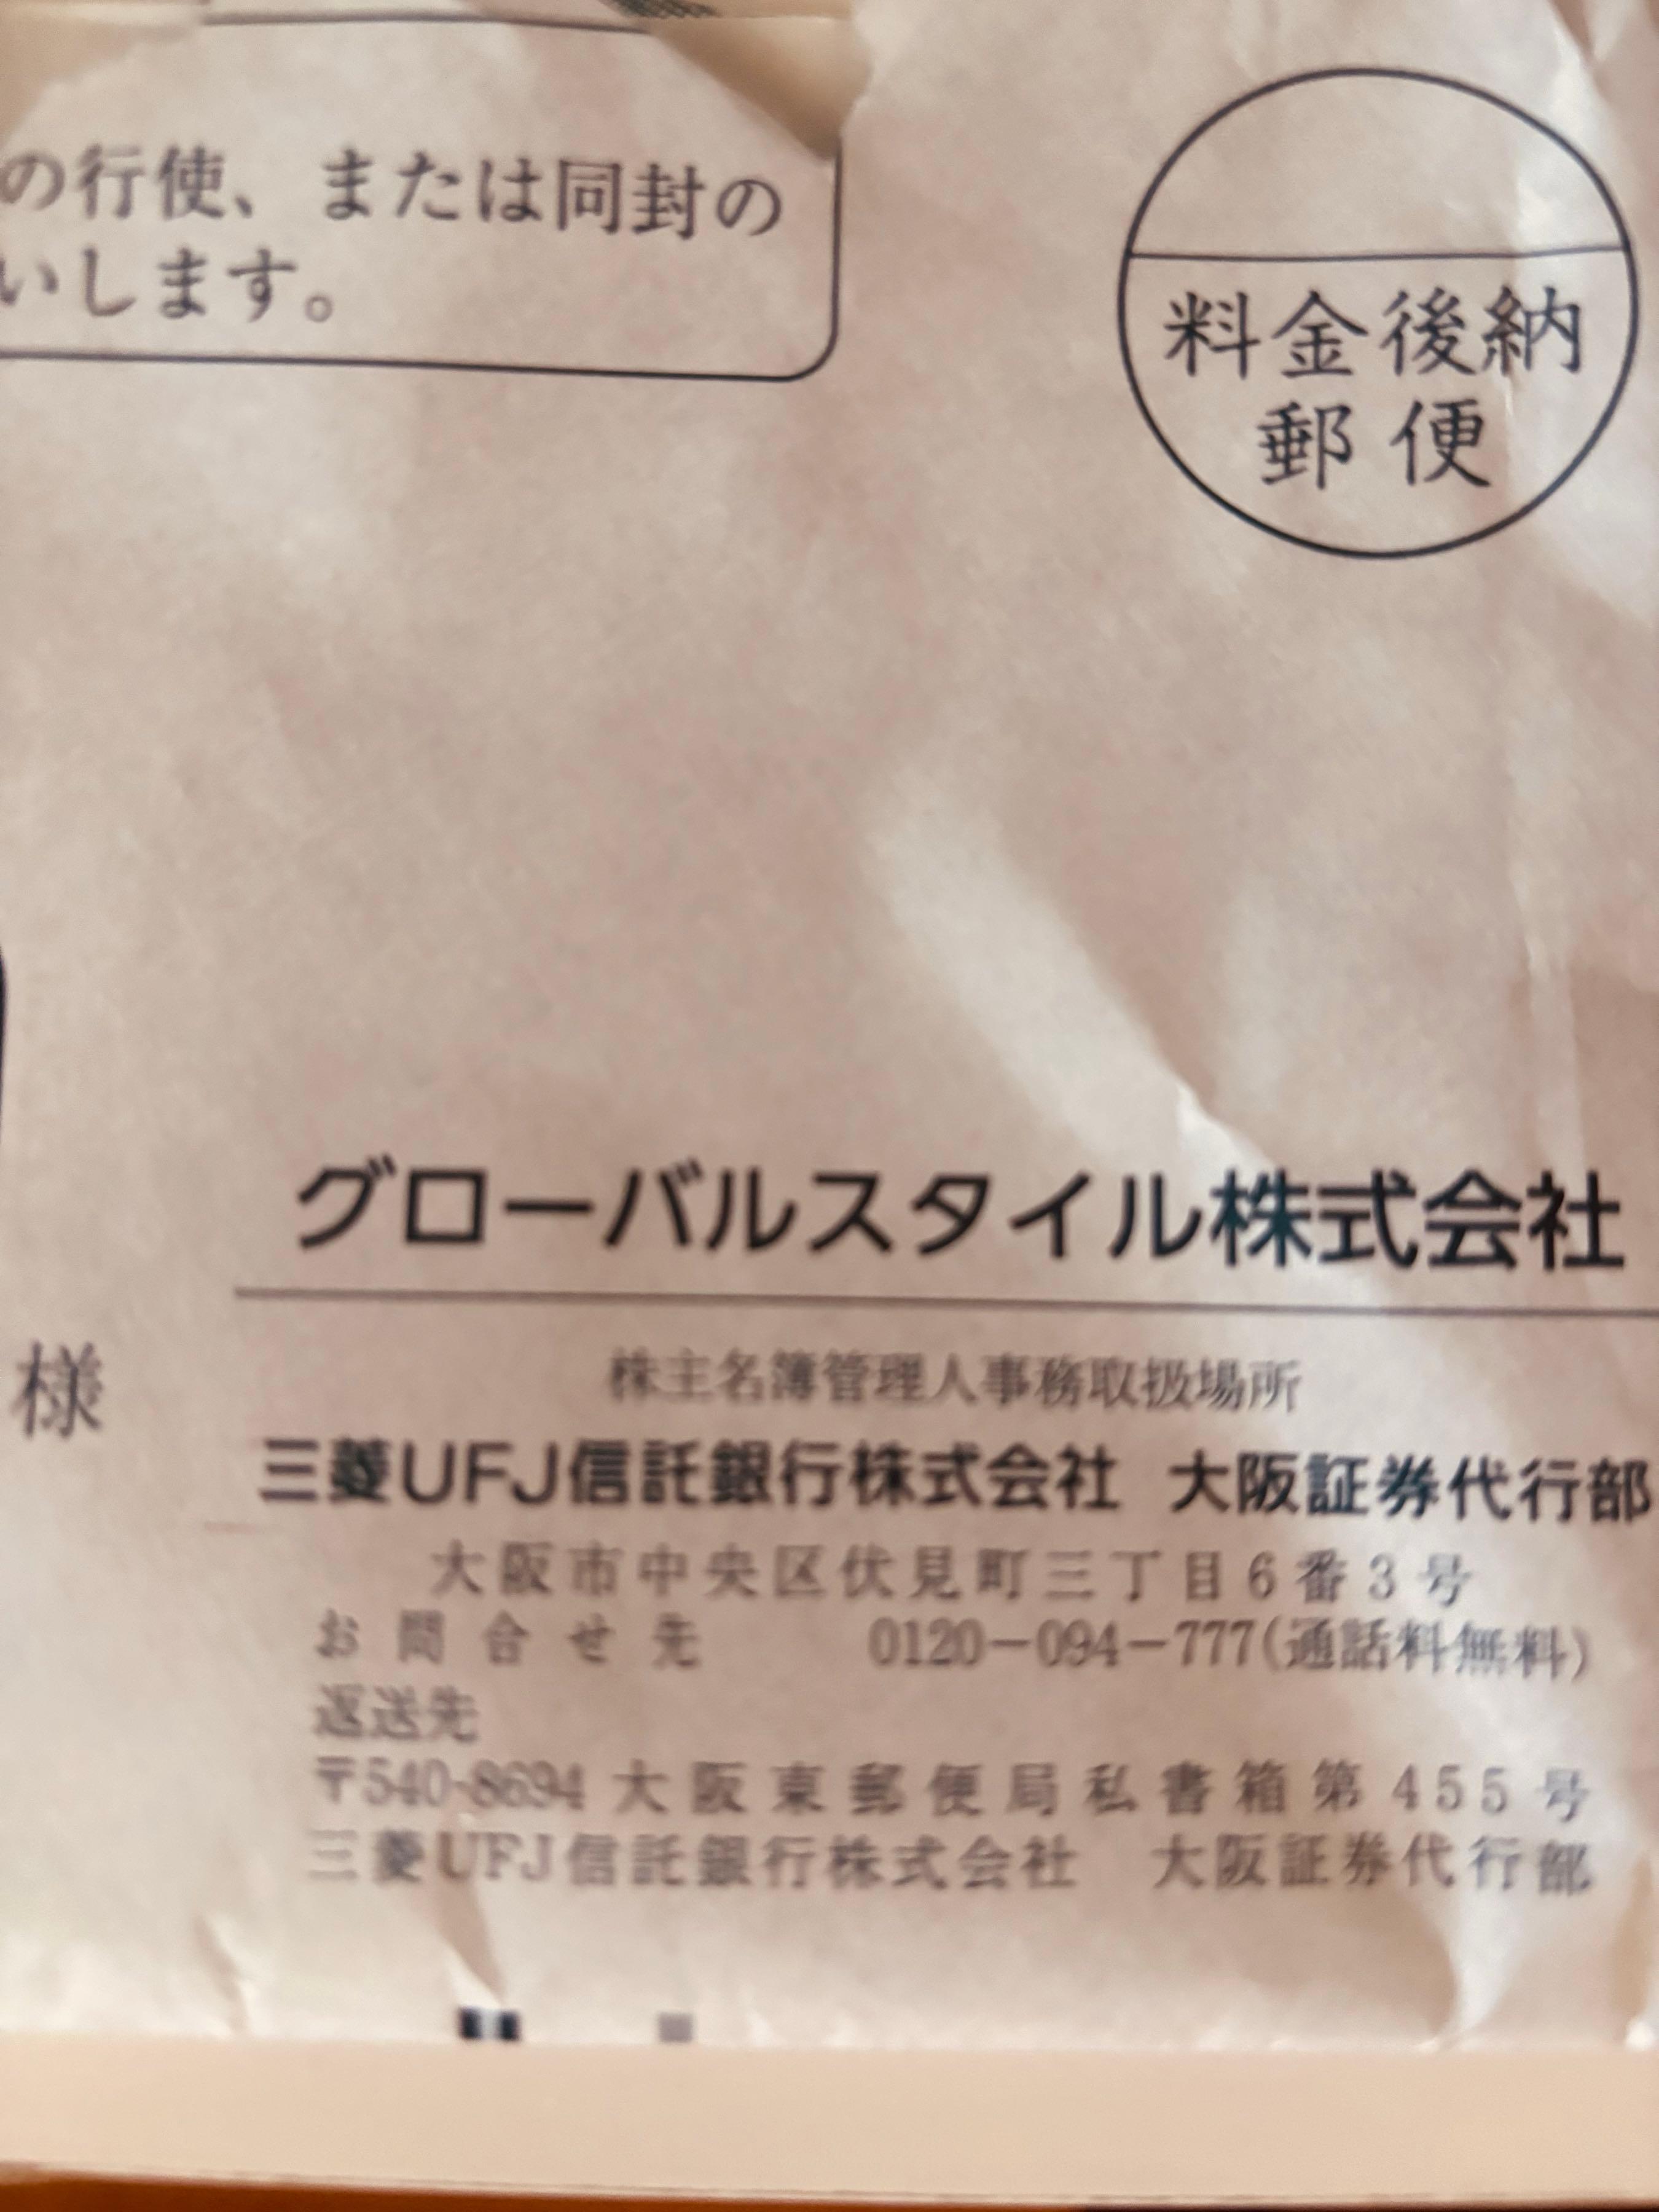 の行使、または同封の
いします。
料金後納
郵便
グローバルスタイル株式会社
様
株主名簿管理人事務取扱場所
三菱UFJ信託銀行株式会社 大阪証券代行部
大阪市中央区伏見町三丁目6番3号
お問合せ先 0120-094-777(通話料無料)
返送先
〒540-8694 大阪東郵便局私書箱第455号
三菱UFJ信託銀行株式会社 大阪証券代行部